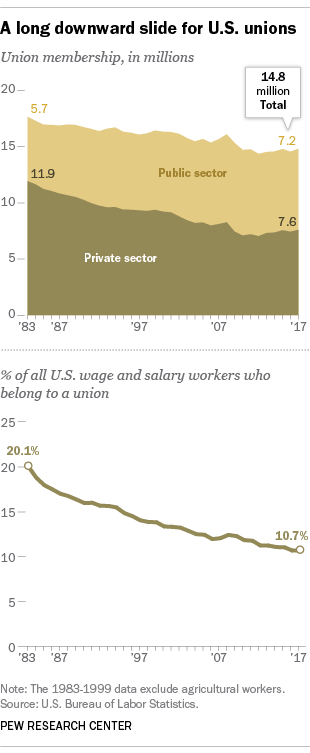 A long downward slide for U.S. unions
Union membership, in millions
14.8
million
Total
20
5.7
7.2
15
Public sector
11.9
10
7.6
Private sector
5
0
'83 '87 '97 '07 '17
% of all U.S. wage and salary workers who
belong to a union
25
20.1%
20
15
10.7%
10
5
0
'83 '87 '97 '07 '17
Note: The 1983-1999 data exclude agricultural workers.
Source: U.S. Bureau of Labor Statistics.
PEW RESEARCH CENTER